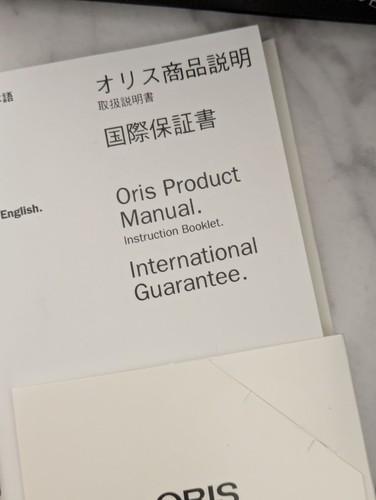 語
オリス商品説明
取扱説明書
国際保証書
English.
Oris Product
Manual.
Instruction Booklet.
International
Guarantee.
ORIS